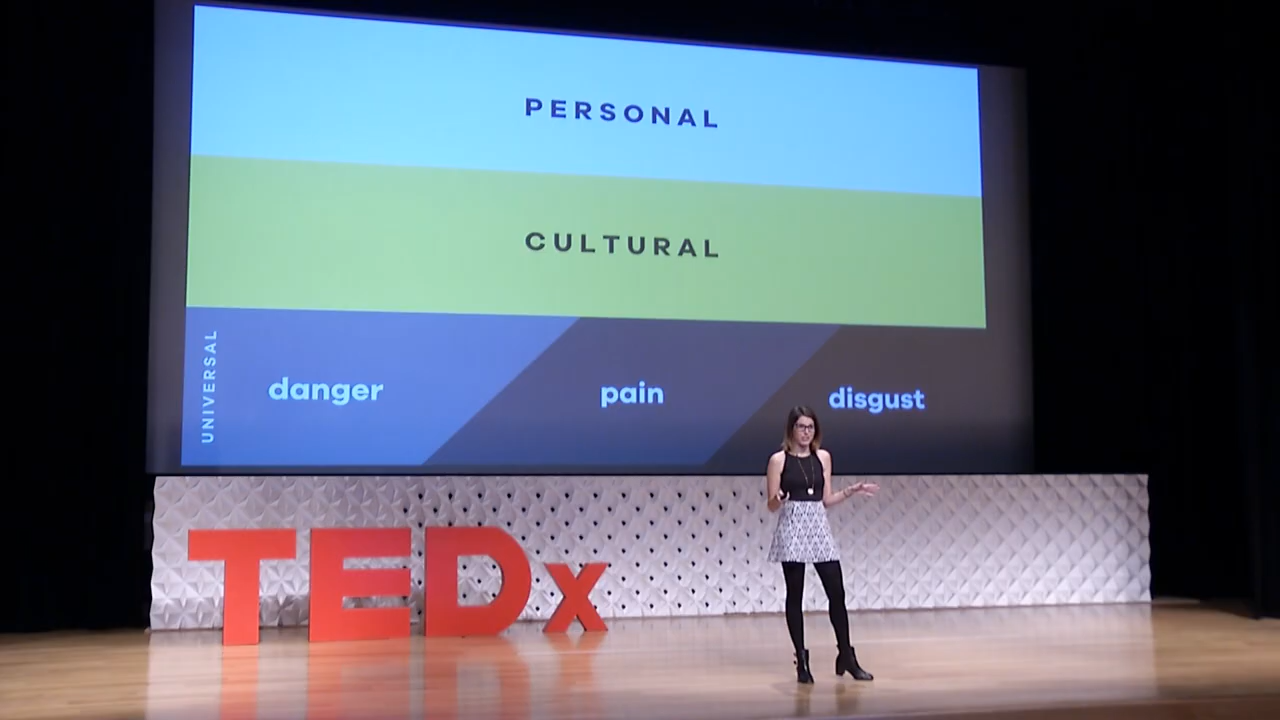 PERSONAL
CULTURAL
UNIVERSAL
danger pain disgust
TEDx